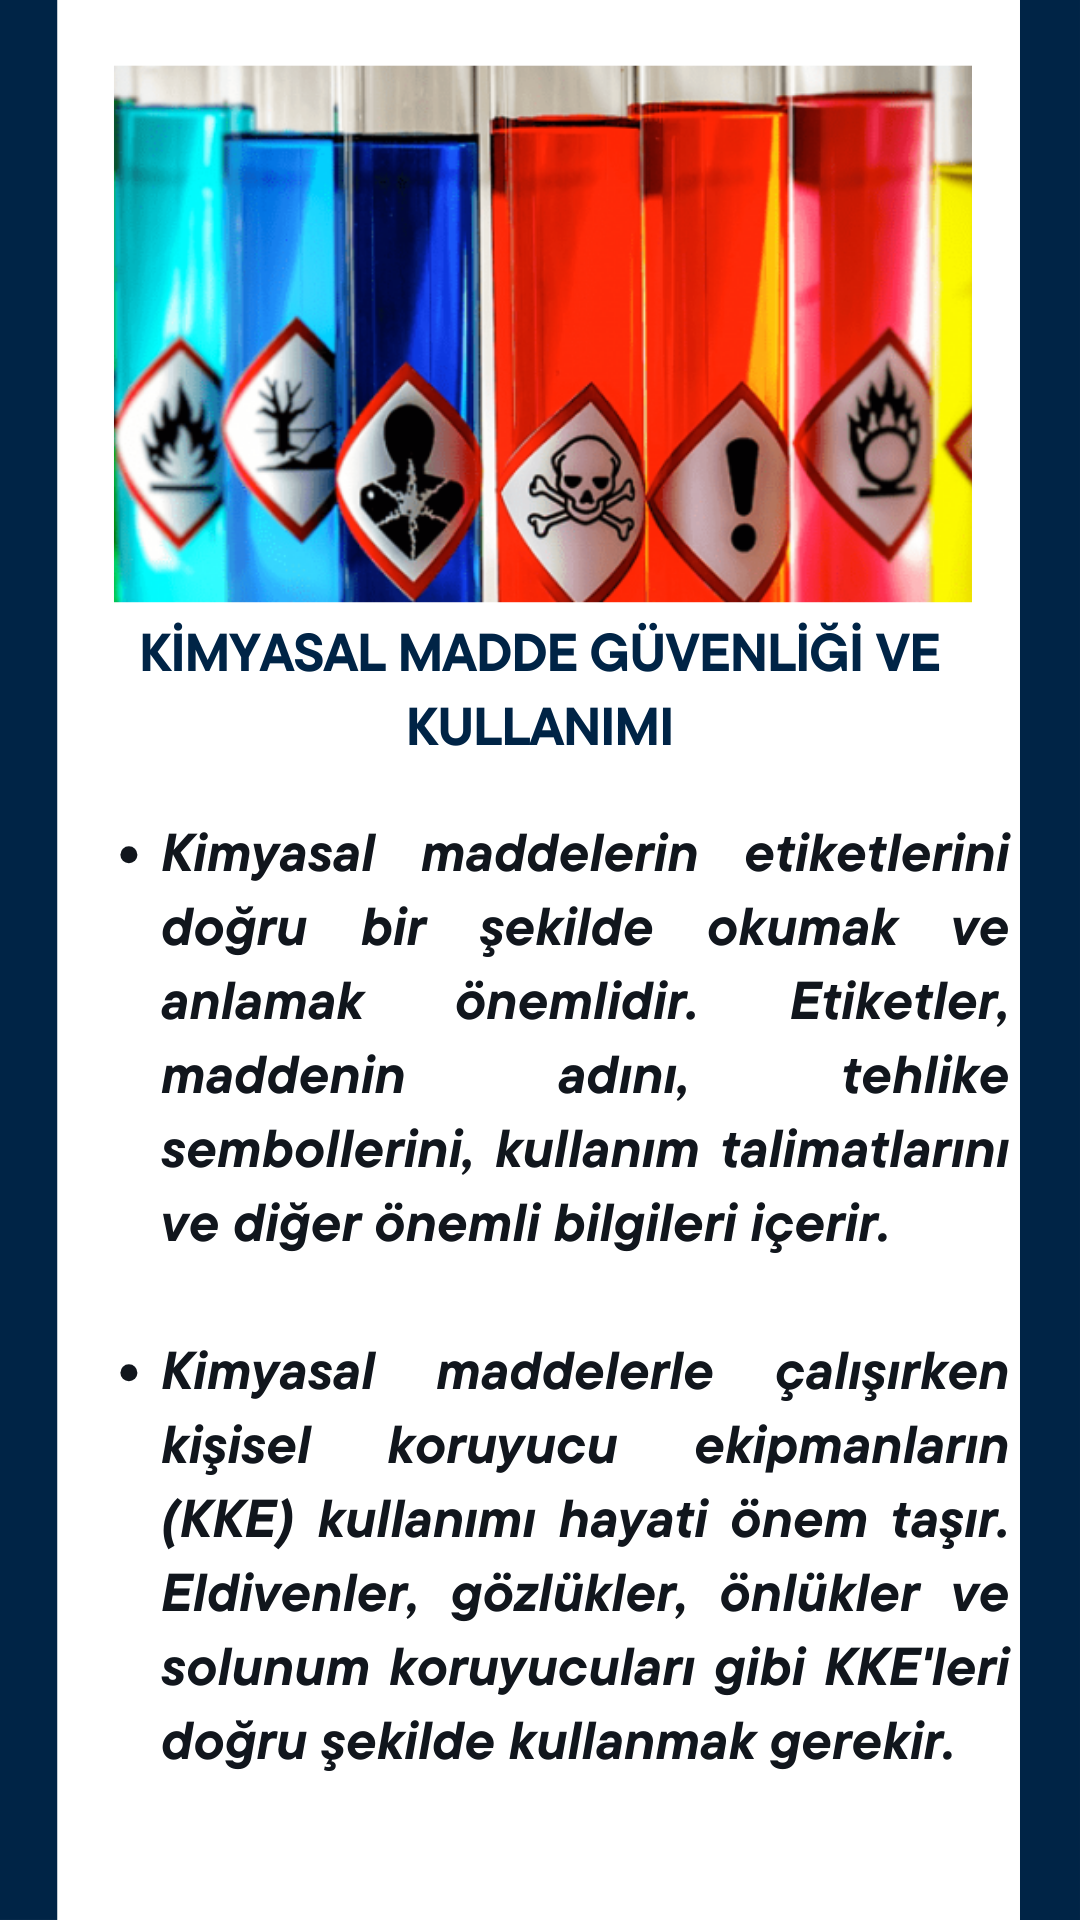 KİMYASAL MADDE GÜVENLİĞİ VE
KULLANIMI
• Kimyasal maddelerin etiketlerini
doğru bir şekilde okumak ve
anlamak önemlidir. Etiketler,
maddenin adını, tehlike
sembollerini, kullanım talimatlarını
ve diğer önemli bilgileri içerir.
• Kimyasal maddelerle çalışırken
kişisel koruyucu ekipmanların
(KKE) kullanımı hayati önem taşır.
Eldivenler, gözlükler, önlükler ve
solunum koruyucuları gibi KKE'leri
doğru şekilde kullanmak gerekir.